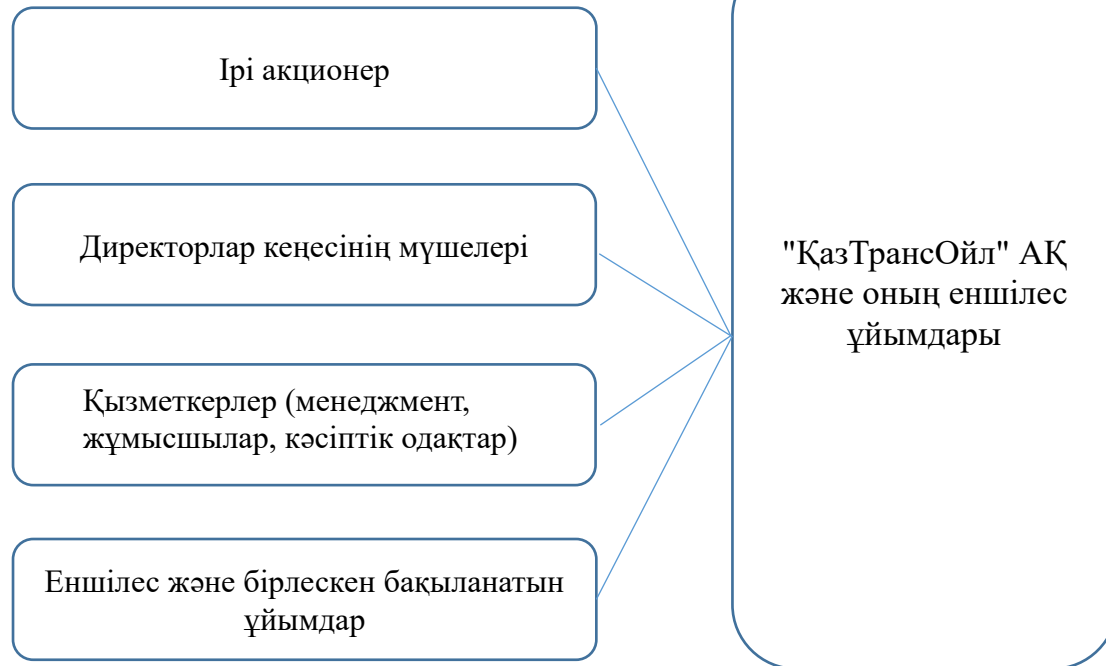 Ірі акционер
Директорлар кеңесінің мүшелері
Қызметкерлер (менеджмент,
жұмысшылар, кәсіптік одақтар)
Еншілес және бірлескен бақыланатын
ұйымдар
"ҚазТрансОйл" АҚ
және оның еншілес
ұйымдары